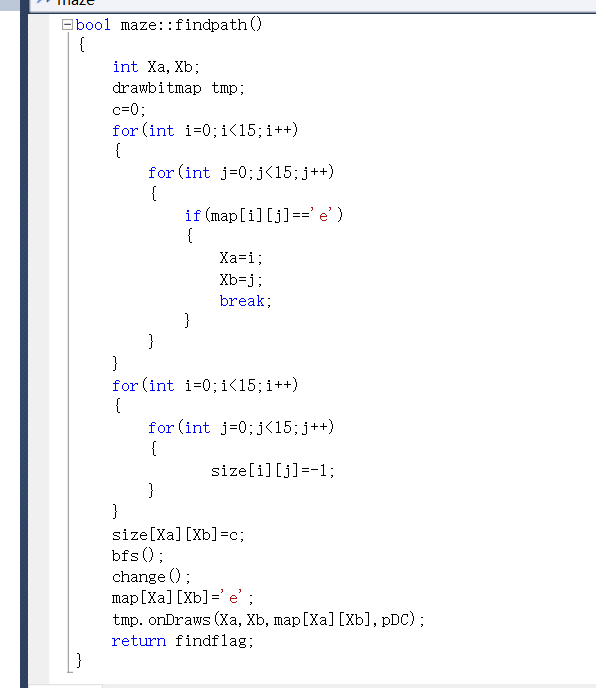 maze
bool maze::findpath()
{
int Xa,Xb;
drawbitmap tmp;
c=0;
for(int i=0;i<15;i++)
{
for(int j=0;j<15;j++)
{
if(map[i][j]=='e')
{
Xa=i;
Xb=j;
break;
}
}
}
for(int i=0;i<15;i++)
{
for(int j=0;j<15;j++)
{
size[i][j]=-1;
}
}
size[Xa][Xb]=c;
bfs();
change();
map[Xa][Xb]='e';
tmp.onDraws(Xa,Xb,map[Xa][Xb],pDC);
return findflag;
}